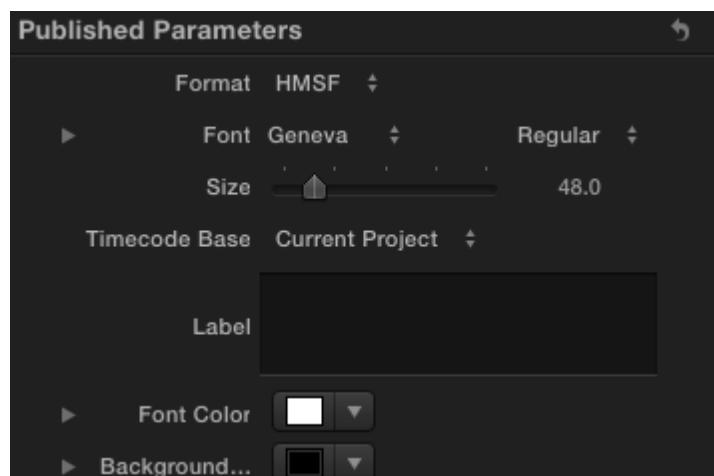 Published Parameters
Format HMSF
Font Geneva Regular
Size 48.0
Timecode Base Current Project
Label
Font Color
Background...